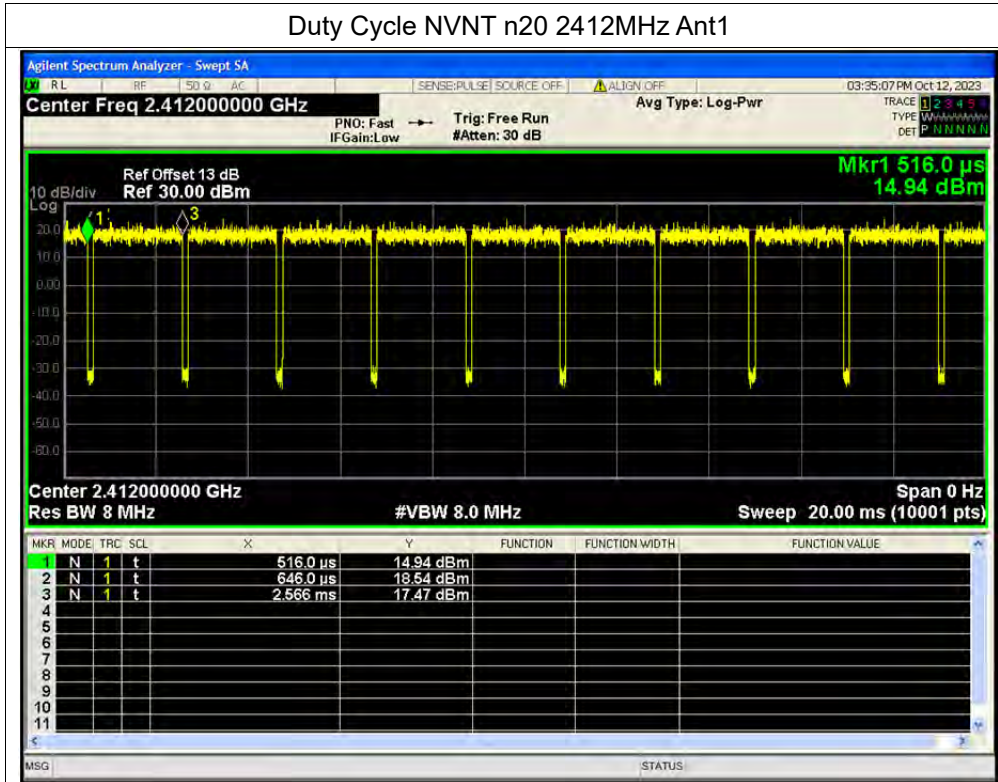 Duty Cycle NVNT n20 2412MHz Ant1
Agilent Spectrum Analyzer - Swept SA
RL RF 50 Ω AC SENSE:PULSE SOURCE OFF ALIGN OFF 03:35:07 PM Oct 12, 2023
Center Freq 2.412000000 GHz Avg Type: Log-Pwr TRACE 1 2 3 4 5 6
PNO: Fast Trig: Free Run TYPE W
IFGain:Low #Atten: 30 dB DET P N N N N N
Mkr1 516.0 µs
Ref Offset 13 dB
10 dB/div Ref 30.00 dBm 14.94 dBm
Log
1 3
20.0
10.0
0.00
-10.0
-20.0
-30.0
-40.0
-50.0
-60.0
Center 2.412000000 GHz Span 0 Hz
Res BW 8 MHz #VBW 8.0 MHz Sweep 20.00 ms (10001 pts)
MKR MODE TRC SCL X Y FUNCTION FUNCTION WIDTH FUNCTION VALUE
1 N 1 t 516.0 µs 14.94 dBm
2 N 1 t 646.0 µs 18.54 dBm
3 N 1 t 2.566 ms 17.47 dBm
4
5
6
7
8
9
10
11
MSG STATUS